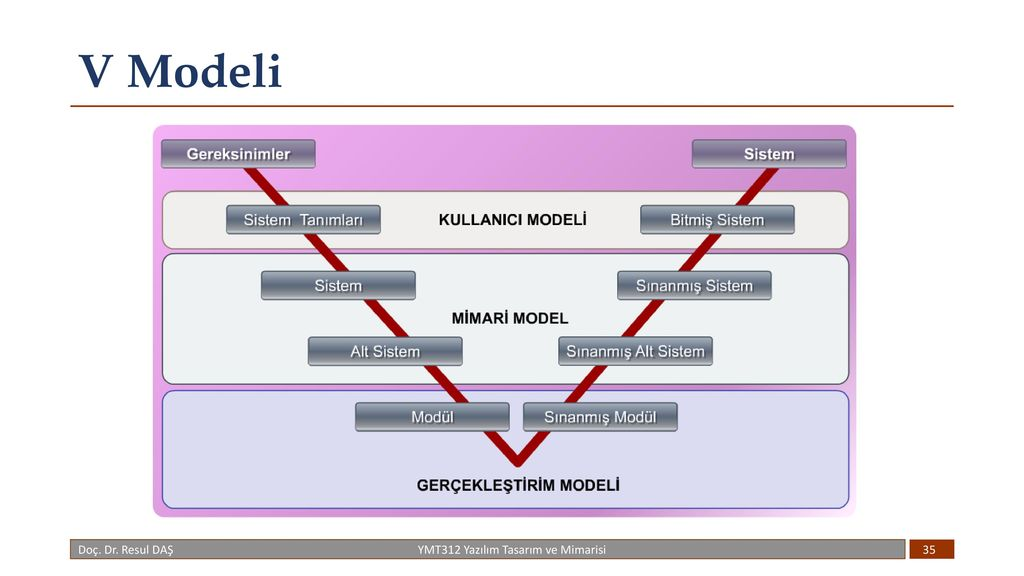 V Modeli
Gereksinimler
Sistem
Sistem Tanımları
KULLANICI MODELİ
Bitmiş Sistem
Sistem
Sınanmış Sistem
MİMARİ MODEL
Alt Sistem
Sınanmış Alt Sistem
Modül
Sınanmış Modül
GERÇEKLEŞTİRİM MODELİ
Doç. Dr. Resul DAŞ
YMT312 Yazılım Tasarım ve Mimarisi
35